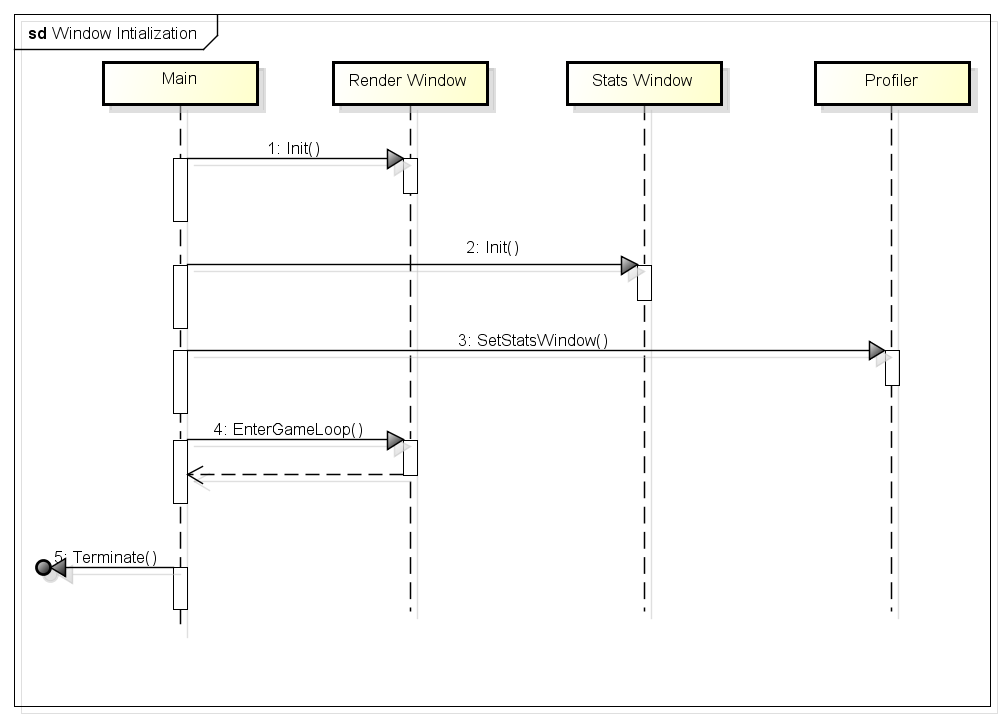 sd Window Intialization
Main
Render Window
Stats Window
Profiler
1: Init()
2: Init()
3: SetStatsWindow()
4: EnterGameLoop()
5: Terminate()